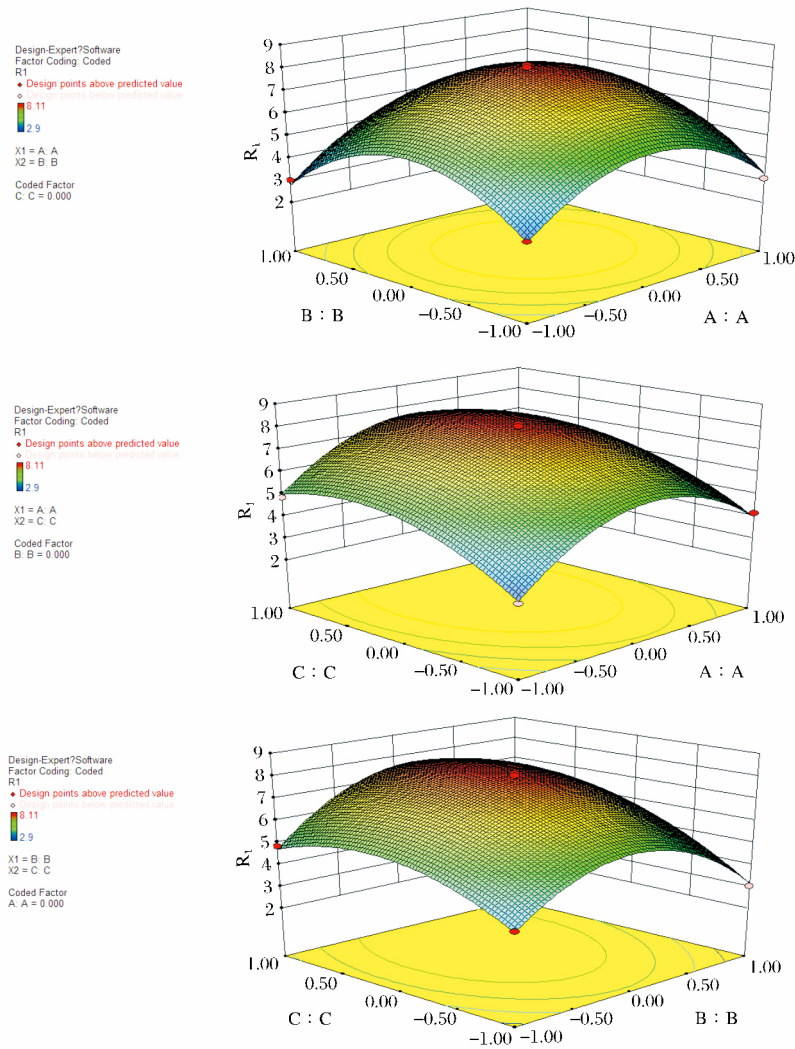 Design-Expert?Software
Factor Coding: Coded
R1
Design points above predicted value
Design points below predicted value
8.11
2.9
X1 = A: A
X2 = B: B
Coded Factor
C: C = 0.000
9
8
7
6
5
4
3
2
R1
1.00
0.50
0.00
−0.50
−1.00
−1.00
−0.50
0.00
0.50
1.00
B : B
A : A
Design-Expert?Software
Factor Coding: Coded
R1
Design points above predicted value
Design points below predicted value
8.11
2.9
X1 = A: A
X2 = C: C
Coded Factor
B: B = 0.000
9
8
7
6
5
4
3
2
R1
1.00
0.50
0.00
−0.50
−1.00
−1.00
−0.50
0.00
0.50
1.00
C : C
A : A
Design-Expert?Software
Factor Coding: Coded
R1
Design points above predicted value
Design points below predicted value
8.11
2.9
X1 = B: B
X2 = C: C
Coded Factor
A: A = 0.000
9
8
7
6
5
4
3
2
R1
1.00
0.50
0.00
−0.50
−1.00
−1.00
−0.50
0.00
0.50
1.00
C : C
B : B